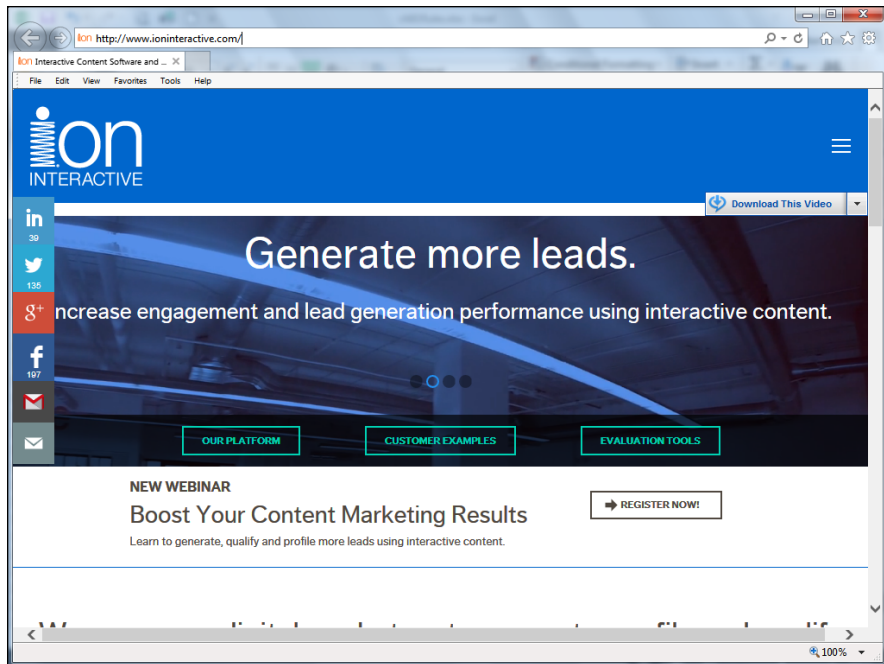 ion http://www.ioninteractive.com/
ion Interactive Content Software and ...
File Edit View Favorites Tools Help
i.on
INTERACTIVE
Download This Video
in
39
135
g+
f
197
Generate more leads.
ncrease engagement and lead generation performance using interactive content.
OUR PLATFORM CUSTOMER EXAMPLES EVALUATION TOOLS
NEW WEBINAR
Boost Your Content Marketing Results
REGISTER NOW!
Learn to generate, qualify and profile more leads using interactive content.
100%